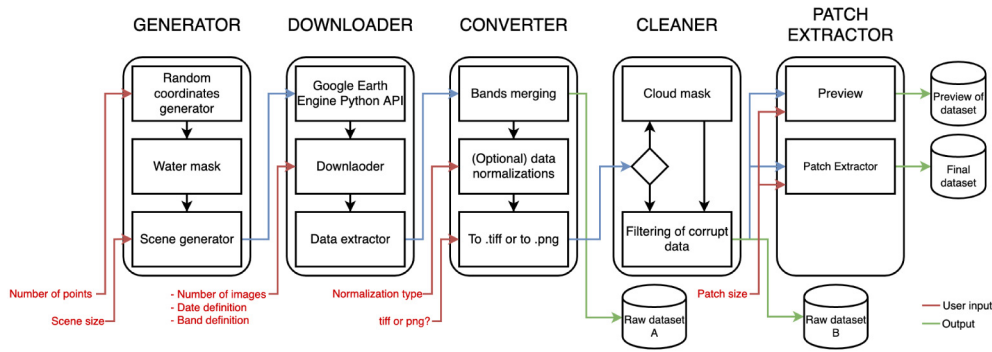 GENERATOR
DOWNLOADER
CONVERTER
CLEANER
PATCH
EXTRACTOR
Random
coordinates
generator
Water mask
Scene generator
Google Earth
Engine Python API
Downlaoder
Data extractor
Bands merging
(Optional) data
normalizations
To .tiff or to .png
Cloud mask
Filtering of corrupt
data
Preview
Patch Extractor
Preview of
dataset
Final
dataset
Number of points
Scene size
- Number of images
- Date definition
- Band definition
Normalization type
tiff or png?
Raw dataset
A
Patch size
Raw dataset
B
User input
Output